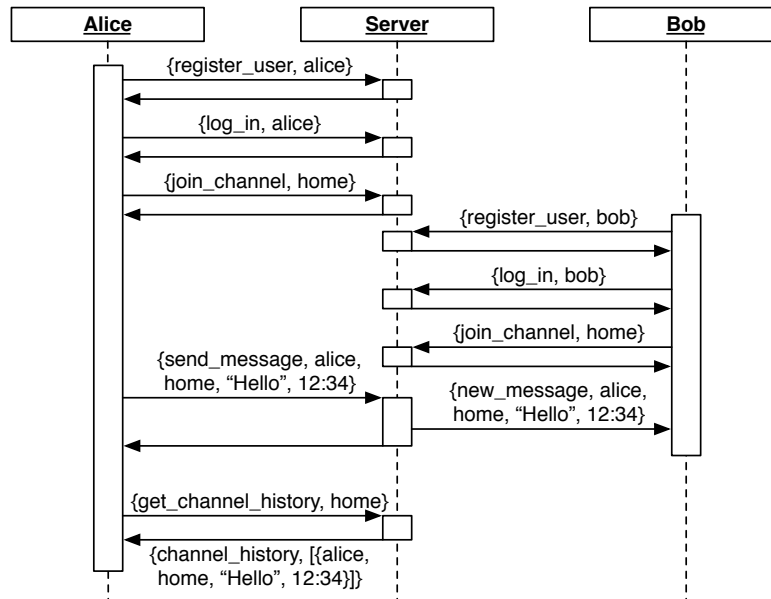 Alice
Server
Bob
{register_user, alice}
{log_in, alice}
{join_channel, home}
{register_user, bob}
{log_in, bob}
{join_channel, home}
{send_message, alice,
home, “Hello”, 12:34}
{new_message, alice,
home, “Hello”, 12:34}
{get_channel_history, home}
{channel_history, [{alice,
home, “Hello”, 12:34}]}